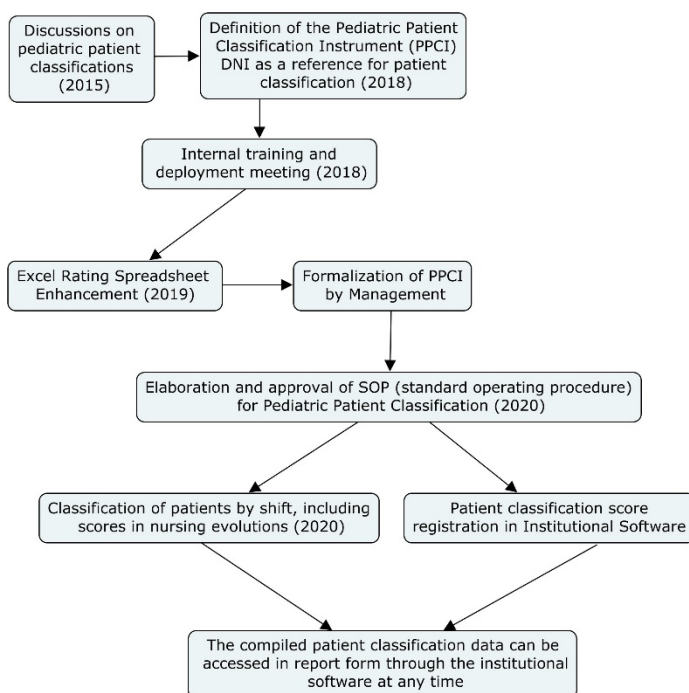 Discussions on
pediatric patient
classifications
(2015)
Definition of the Pediatric Patient
Classification Instrument (PPCI)
DNI as a reference for patient
classification (2018)
Internal training and
deployment meeting (2018)
Excel Rating Spreadsheet
Enhancement (2019)
Formalization of PPCI
by Management
Elaboration and approval of SOP (standard operating procedure)
for Pediatric Patient Classification (2020)
Classification of patients by shift, including
scores in nursing evolutions (2020)
Patient classification score
registration in Institutional Software
The compiled patient classification data can be
accessed in report form through the institutional
software at any time